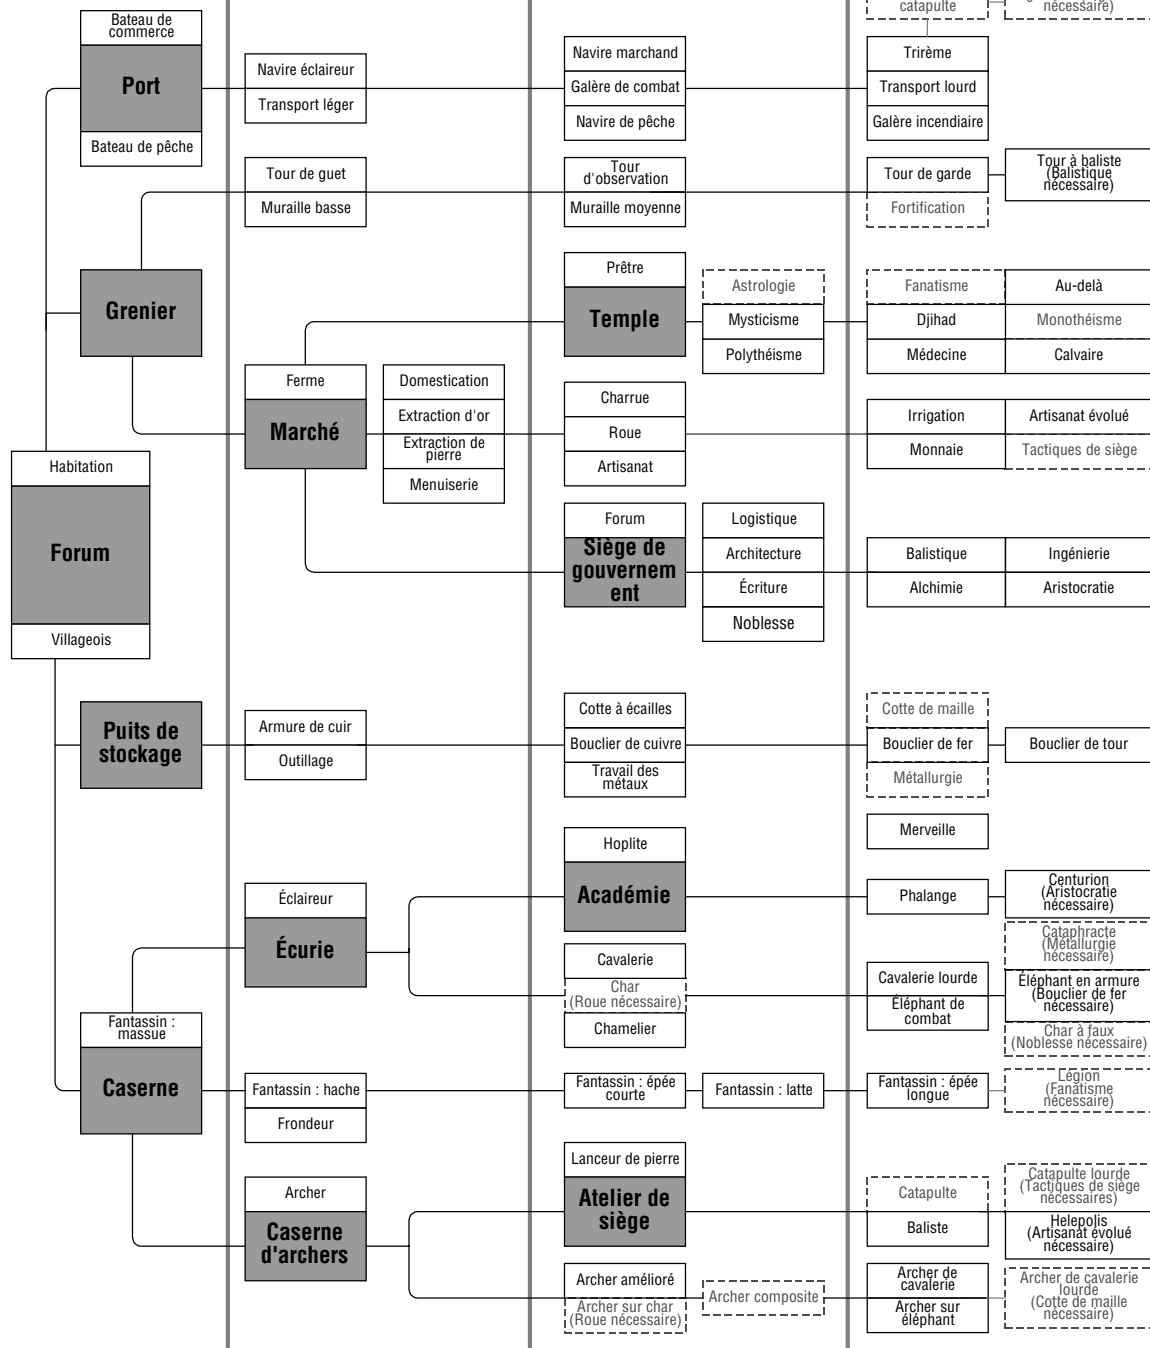 catapulte
nécessaire)
Bateau de
commerce
Port
Bateau de pêche
Navire éclaireur
Transport léger
Navire marchand
Galère de combat
Navire de pêche
Trirème
Transport lourd
Galère incendiaire
Tour de guet
Muraille basse
Tour
d'observation
Muraille moyenne
Tour de garde
Fortification
Tour à baliste
(Balistique
nécessaire)
Grenier
Prêtre
Temple
Astrologie
Mysticisme
Polythéisme
Fanatisme
Djihad
Médecine
Au-delà
Monothéisme
Calvaire
Ferme
Marché
Domestication
Extraction d'or
Extraction de
pierre
Menuiserie
Charrue
Roue
Artisanat
Irrigation
Monnaie
Artisanat évolué
Tactiques de siège
Habitation
Forum
Villageois
Forum
Siège de
gouvernem
ent
Logistique
Architecture
Écriture
Noblesse
Balistique
Alchimie
Ingénierie
Aristocratie
Puits de
stockage
Armure de cuir
Outillage
Cotte à écailles
Bouclier de cuivre
Travail des
métaux
Cotte de maille
Bouclier de fer
Métallurgie
Bouclier de tour
Merveille
Hoplite
Académie
Phalange
Centurion
(Aristocratie
nécessaire)
Éclaireur
Écurie
Cavalerie
Char
(Roue nécessaire)
Chamelier
Cavalerie lourde
Éléphant de
combat
Cataphracte
(Métallurgie
nécessaire)
Éléphant en armure
(Bouclier de fer
nécessaire)
Char à faux
(Noblesse nécessaire)
Fantassin :
massue
Caserne
Fantassin : hache
Frondeur
Fantassin : épée
courte
Fantassin : latte
Fantassin : épée
longue
Légion
(Fanatisme
nécessaire)
Archer
Caserne
d'archers
Lanceur de pierre
Atelier de
siège
Catapulte
Baliste
Catapulte lourde
(Tactiques de siège
nécessaires)
Helepolis
(Artisanat évolué
nécessaire)
Archer amélioré
Archer sur char
(Roue nécessaire)
Archer composite
Archer de
cavalerie
Archer sur
éléphant
Archer de cavalerie
lourde
(Cotte de maille
nécessaire)